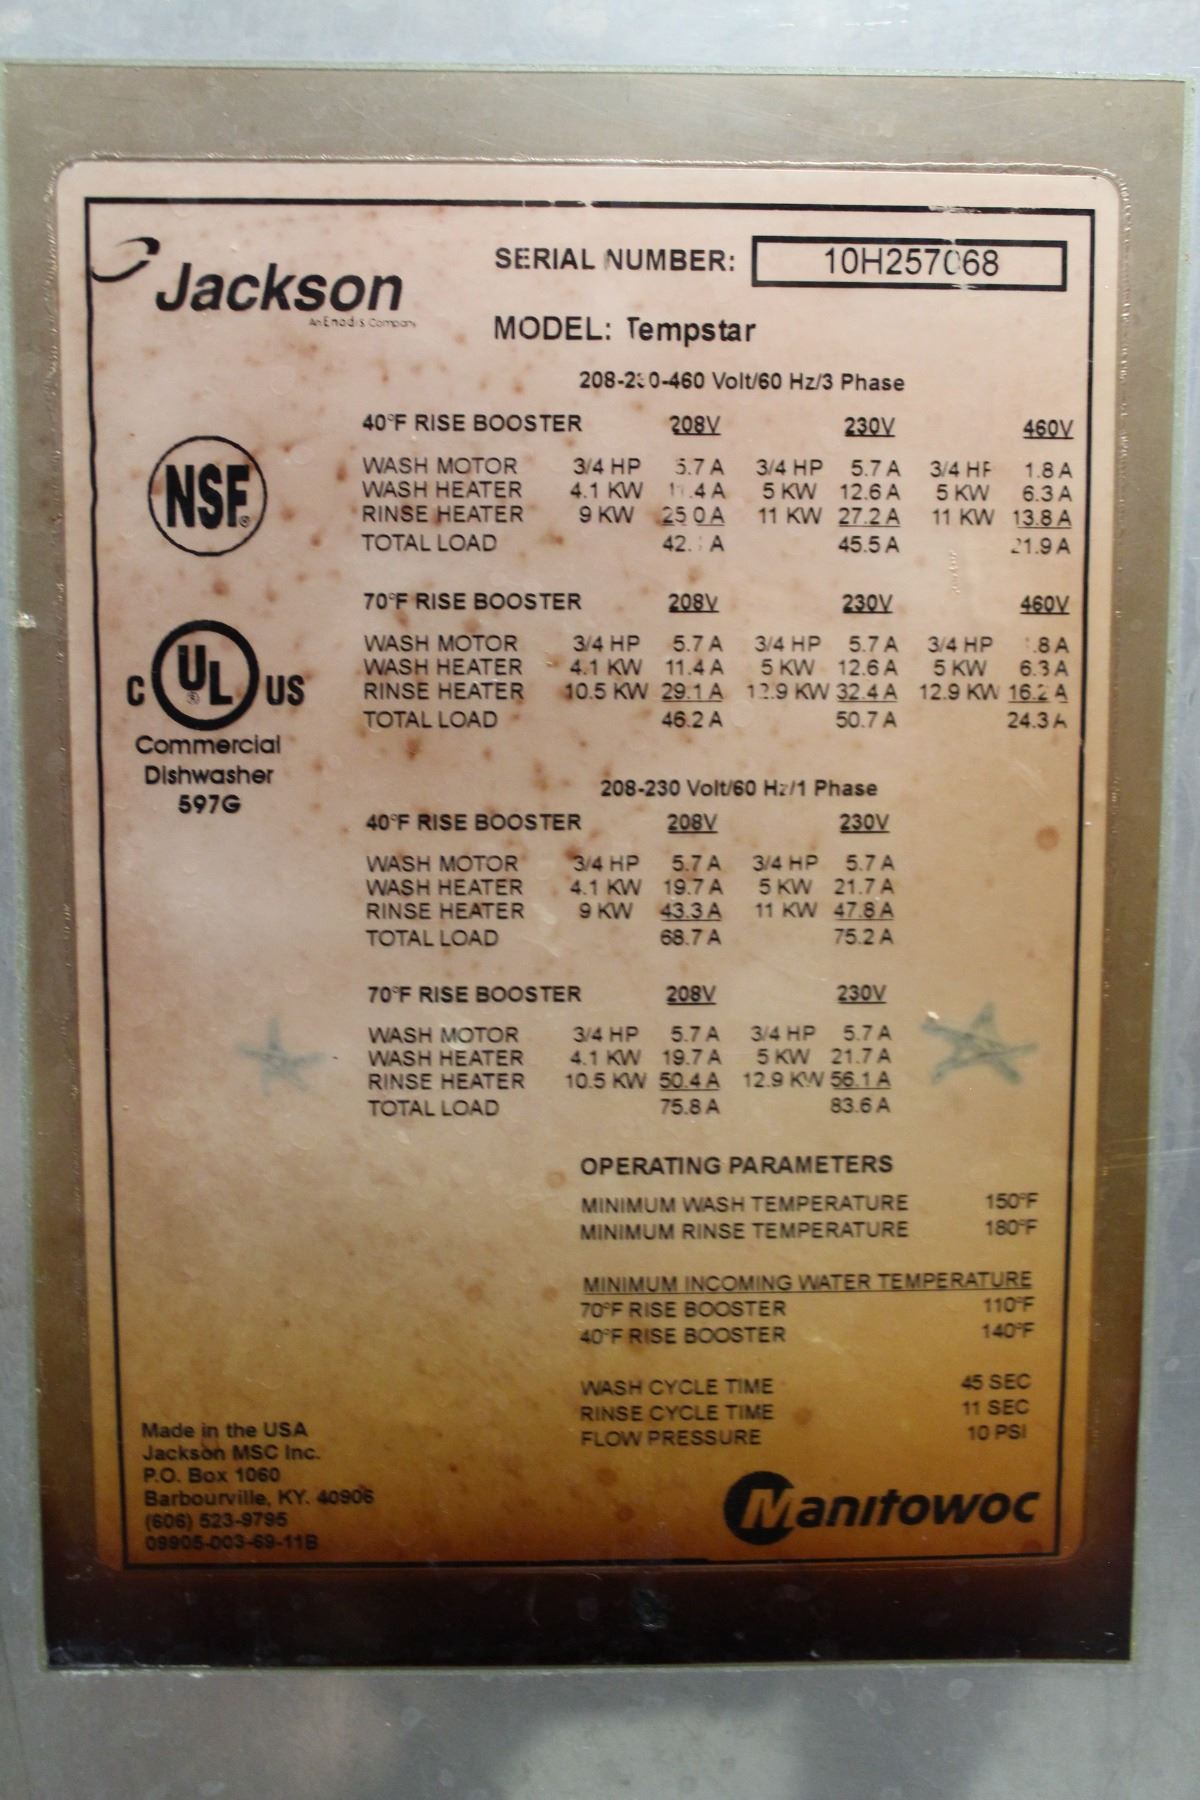 Jackson
An Enodis Company
SERIAL NUMBER: 10H257068
MODEL: Tempstar
208-230-460 Volt/60 Hz/3 Phase
40°F RISE BOOSTER 208V 230V 460V
WASH MOTOR 3/4 HP 5.7 A 3/4 HP 5.7 A 3/4 HP 1.8 A
WASH HEATER 4.1 KW 11.4 A 5 KW 12.6 A 5 KW 6.3 A
RINSE HEATER 9 KW 25.0 A 11 KW 27.2 A 11 KW 13.8 A
TOTAL LOAD 45.5 A 21.9 A
NSF®
70°F RISE BOOSTER 208V 230V 460V
WASH MOTOR 3/4 HP 5.7 A 3/4 HP 5.7 A 3/4 HP
WASH HEATER 4.1 KW 11.4 A 5 KW 12.6 A 5 KW 6.3 A
RINSE HEATER 10.5 KW 29.1 A 12.9 KW 32.4 A 12.9 KW 16.2 A
TOTAL LOAD 46.2 A 50.7 A 24.3 A
C UL® US
Commercial
Dishwasher
597G
208-230 Volt/60 Hz/1 Phase
40°F RISE BOOSTER 208V 230V
WASH MOTOR 3/4 HP 5.7 A 3/4 HP 5.7 A
WASH HEATER 4.1 KW 19.7 A 5 KW 21.7 A
RINSE HEATER 9 KW 43.3 A 11 KW 47.8 A
TOTAL LOAD 68.7 A 75.2 A
70°F RISE BOOSTER 208V 230V
WASH MOTOR 3/4 HP 5.7 A 3/4 HP 5.7 A
WASH HEATER 4.1 KW 19.7 A 5 KW 21.7 A
RINSE HEATER 10.5 KW 50.4 A 12.9 KW 56.1 A
TOTAL LOAD 75.8 A 83.6 A
OPERATING PARAMETERS
MINIMUM WASH TEMPERATURE 150°F
MINIMUM RINSE TEMPERATURE 180°F
MINIMUM INCOMING WATER TEMPERATURE
70°F RISE BOOSTER 110°F
40°F RISE BOOSTER 140°F
WASH CYCLE TIME 45 SEC
RINSE CYCLE TIME 11 SEC
FLOW PRESSURE 10 PSI
Made in the USA
Jackson MSC Inc.
P.O. Box 1060
Barbourville, KY. 40906
(606) 523-9795
09905-003-69-11B
Manitowoc